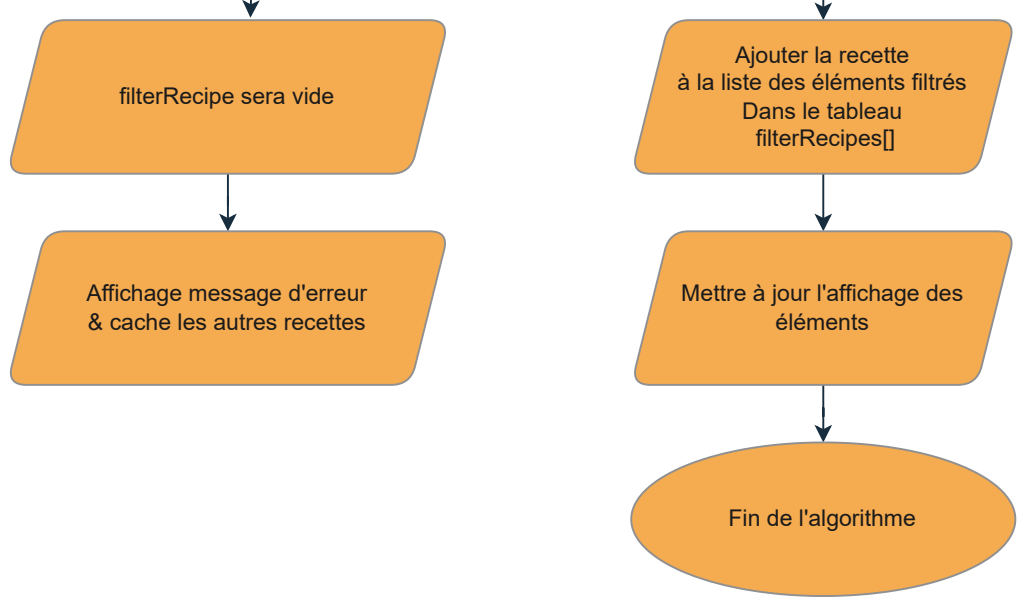 filterRecipe sera vide
Ajouter la recette
à la liste des éléments filtrés
Dans le tableau
filterRecipes[]
Affichage message d'erreur
& cache les autres recettes
Mettre à jour l'affichage des
éléments
Fin de l'algorithme